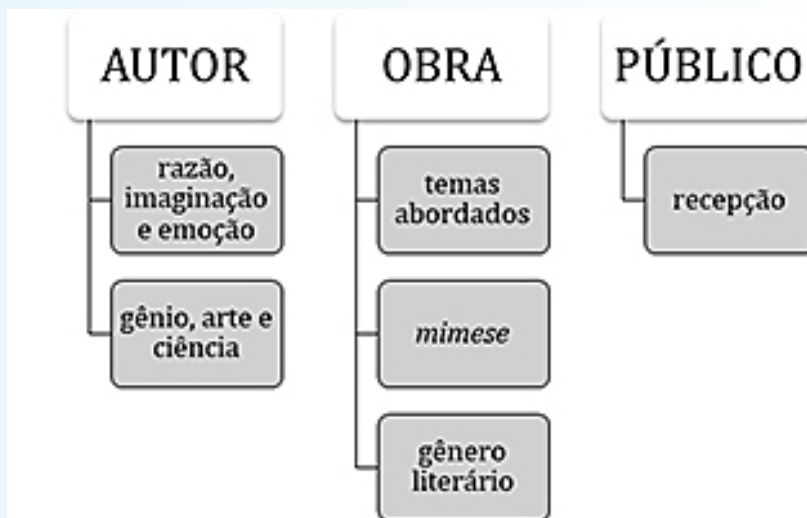 AUTOR
razão,
imaginação
e emoção
gênio, arte e
ciência
OBRA
temas
abordados
mimese
gênero
literário
PÚBLICO
recepção